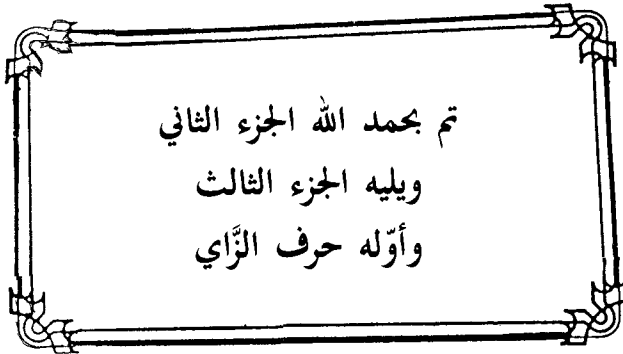 تم بحمد الله الجزء الثاني
ويليه الجزء الثالث
وأوّله حرف الزَّاي